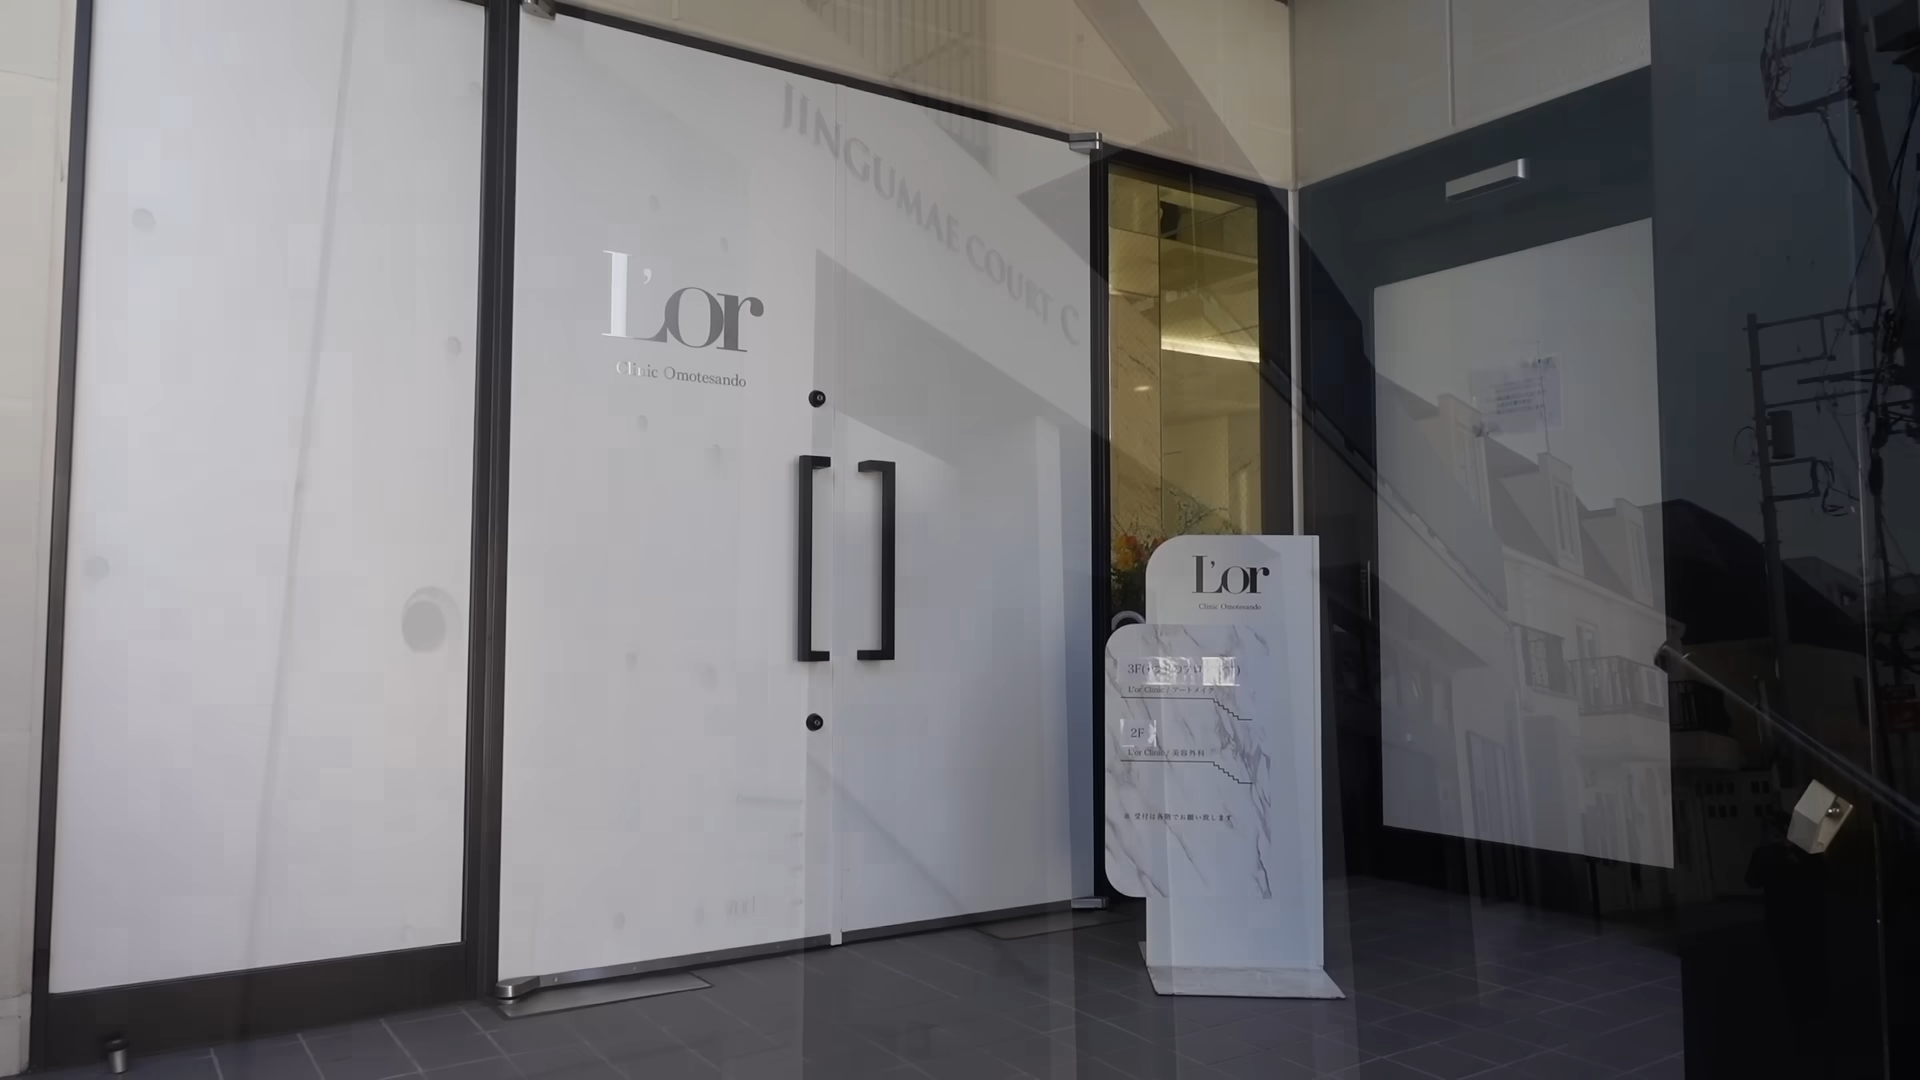 JINGUMAE COURT C
L'or
Clinic Omotesando
L'or
Clinic Omotesando
3F
L'or Clinic / アートメイク
2F
L'or Clinic / 美容外科
※ 受付は各階でお願い致します